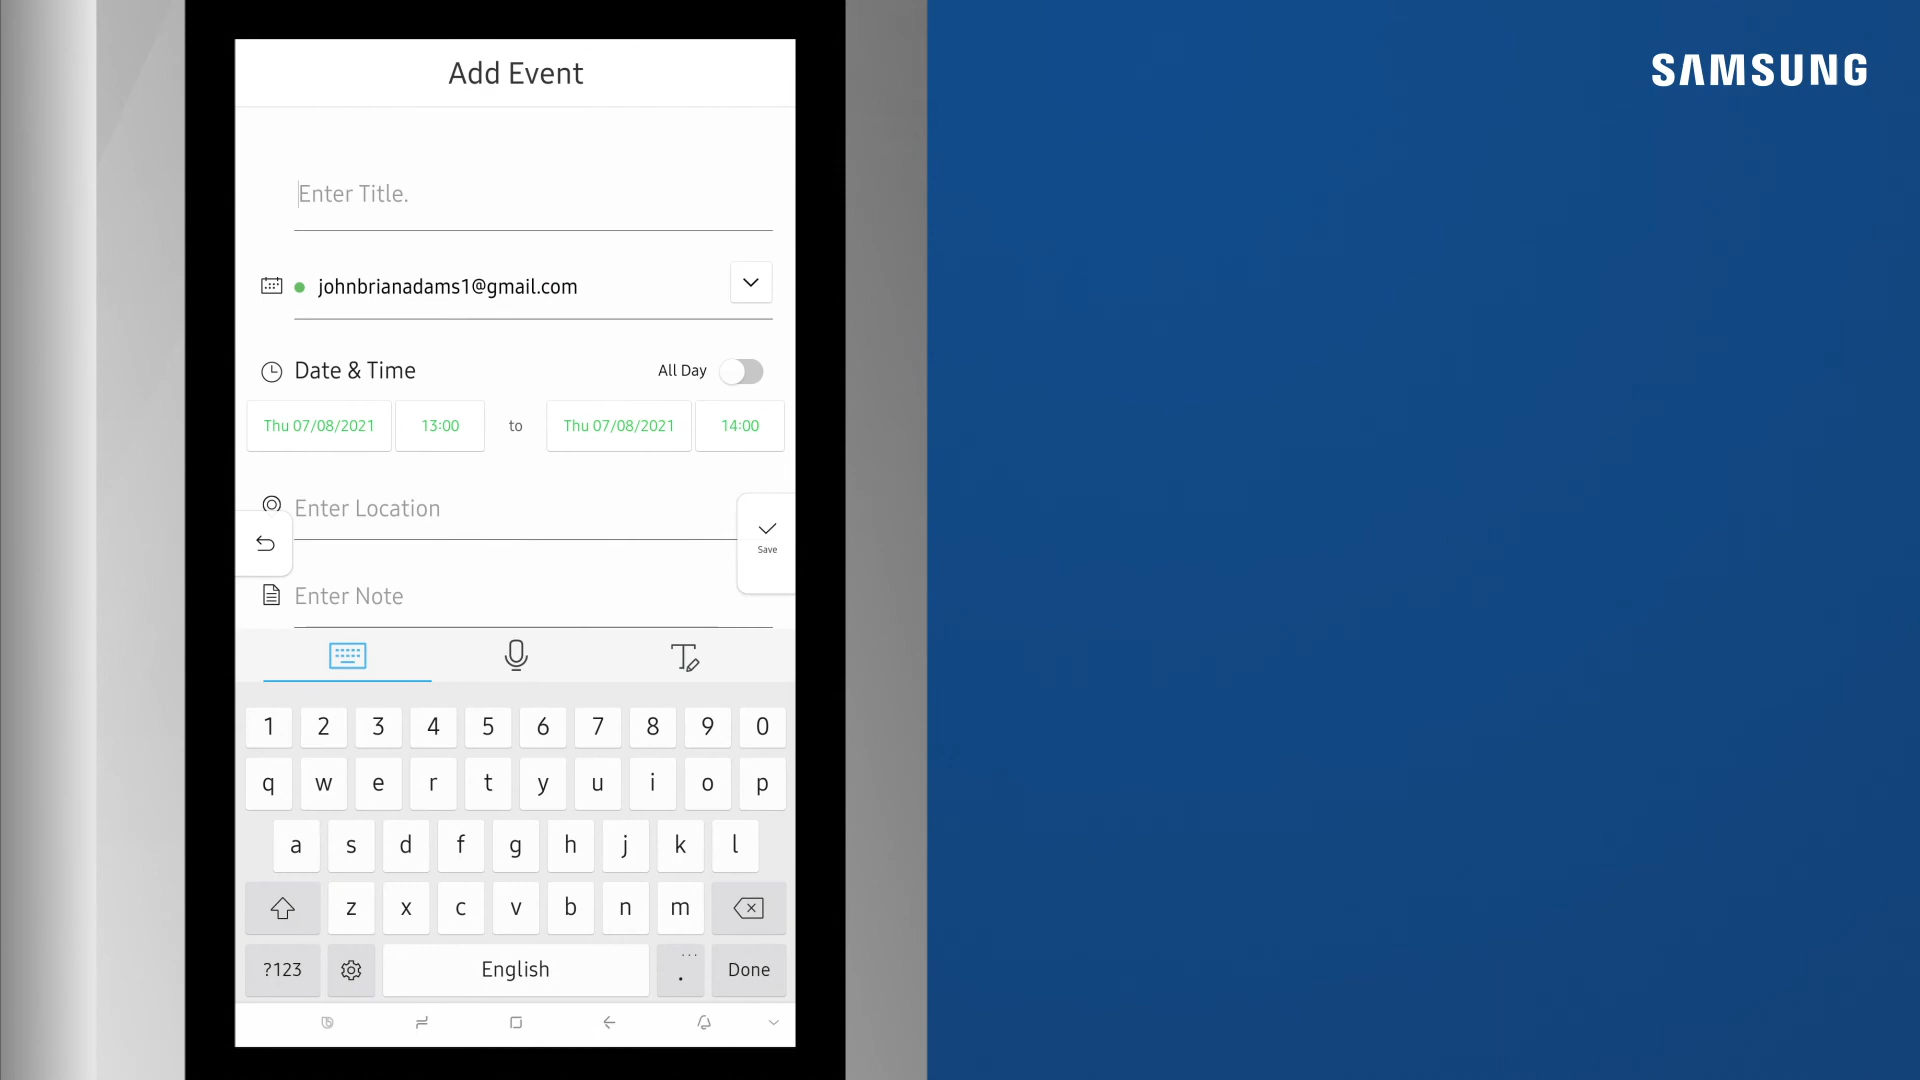 SAMSUNG
Add Event
Enter Title.
johnbrianadams1@gmail.com
Date & Time All Day
Thu 07/08/2021 13:00 to Thu 07/08/2021 14:00
Enter Location
Save
Enter Note
1 2 3 4 5 6 7 8 9 0
q w e r t y u i o p
a s d f g h j k l
z x c v b n m
?123 English . ... Done